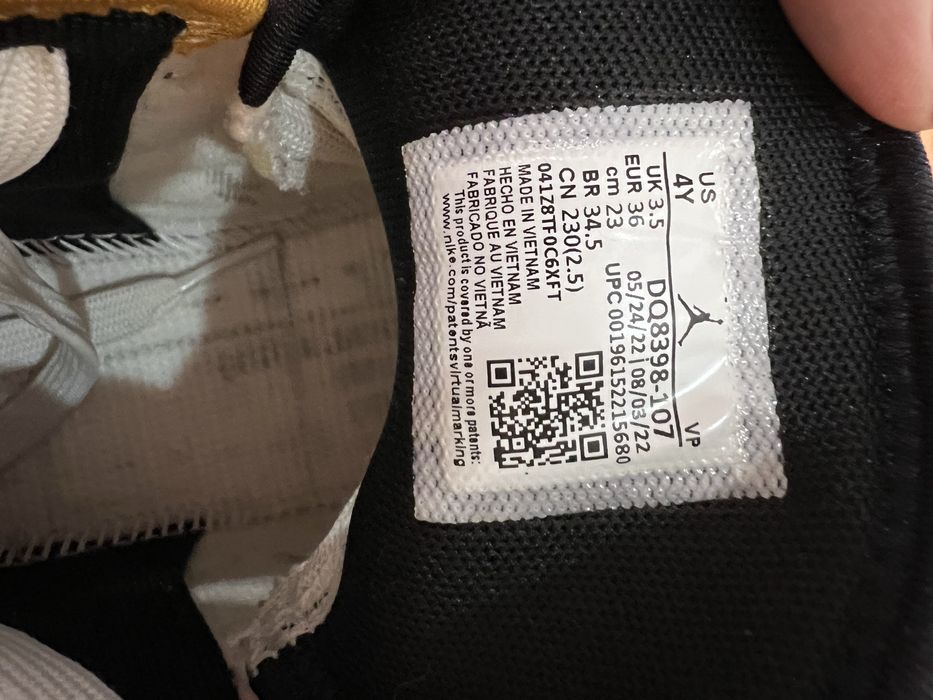 US
4Y
VP
UK 3.5
DQ8398-107
EUR 36
05/24/22 | 08/03/22
cm 23
UPC 00196152215680
BR 34.5
CN 230(2.5)
041Z8TF0C6XFT
MADE IN VIETNAM
HECHO EN VIETNAM
FABRIQUE AU VIETNAM
FABRICADO NO VIETNÃ
This product is covered by one or more patents:
www.nike.com/patentsvirtualmarking